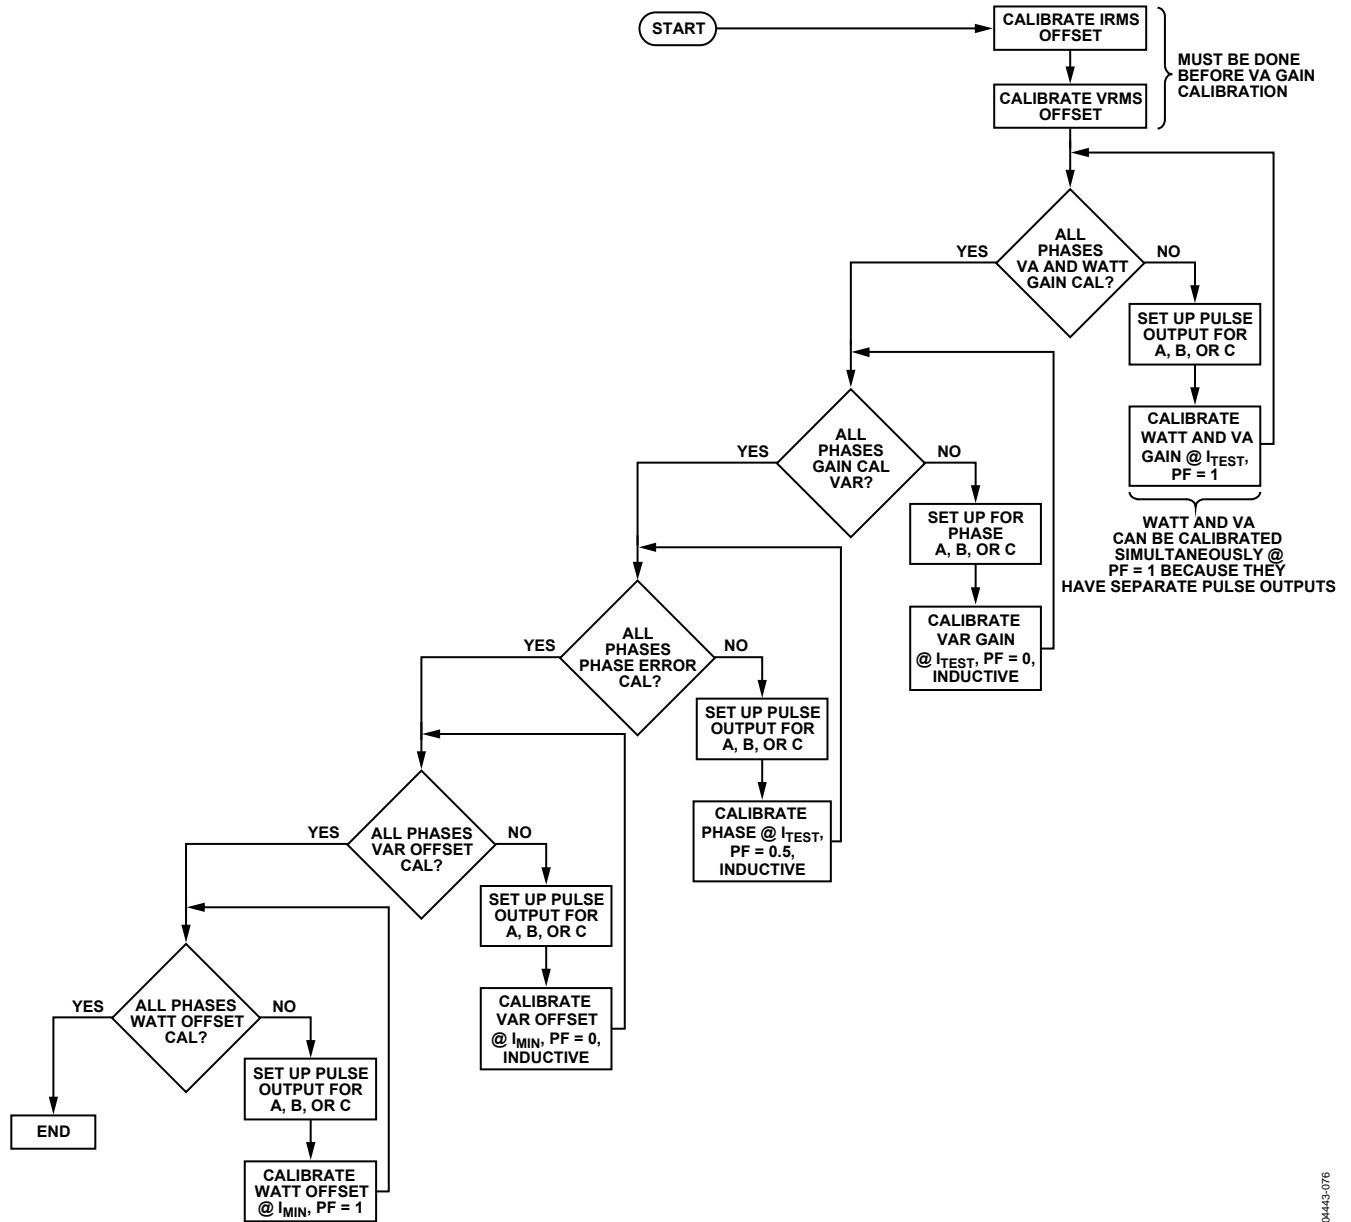 START
CALIBRATE IRMS
OFFSET
MUST BE DONE
BEFORE VA GAIN
CALIBRATION
CALIBRATE VRMS
OFFSET
ALL
PHASES
VA AND WATT
GAIN CAL?
YES
NO
SET UP PULSE
OUTPUT FOR
A, B, OR C
CALIBRATE
WATT AND VA
GAIN @ ITEST,
PF = 1
WATT AND VA
CAN BE CALIBRATED
SIMULTANEOUSLY @
PF = 1 BECAUSE THEY
HAVE SEPARATE PULSE OUTPUTS
ALL
PHASES
GAIN CAL
VAR?
YES
NO
SET UP FOR
PHASE
A, B, OR C
CALIBRATE
VAR GAIN
@ ITEST, PF = 0,
INDUCTIVE
ALL
PHASES
PHASE ERROR
CAL?
YES
NO
SET UP PULSE
OUTPUT FOR
A, B, OR C
CALIBRATE
PHASE @ ITEST,
PF = 0.5,
INDUCTIVE
ALL PHASES
VAR OFFSET
CAL?
YES
NO
SET UP PULSE
OUTPUT FOR
A, B, OR C
CALIBRATE
VAR OFFSET
@ IMIN, PF = 0,
INDUCTIVE
ALL PHASES
WATT OFFSET
CAL?
YES
NO
SET UP PULSE
OUTPUT FOR
A, B, OR C
CALIBRATE
WATT OFFSET
@ IMIN, PF = 1
END
04443-076